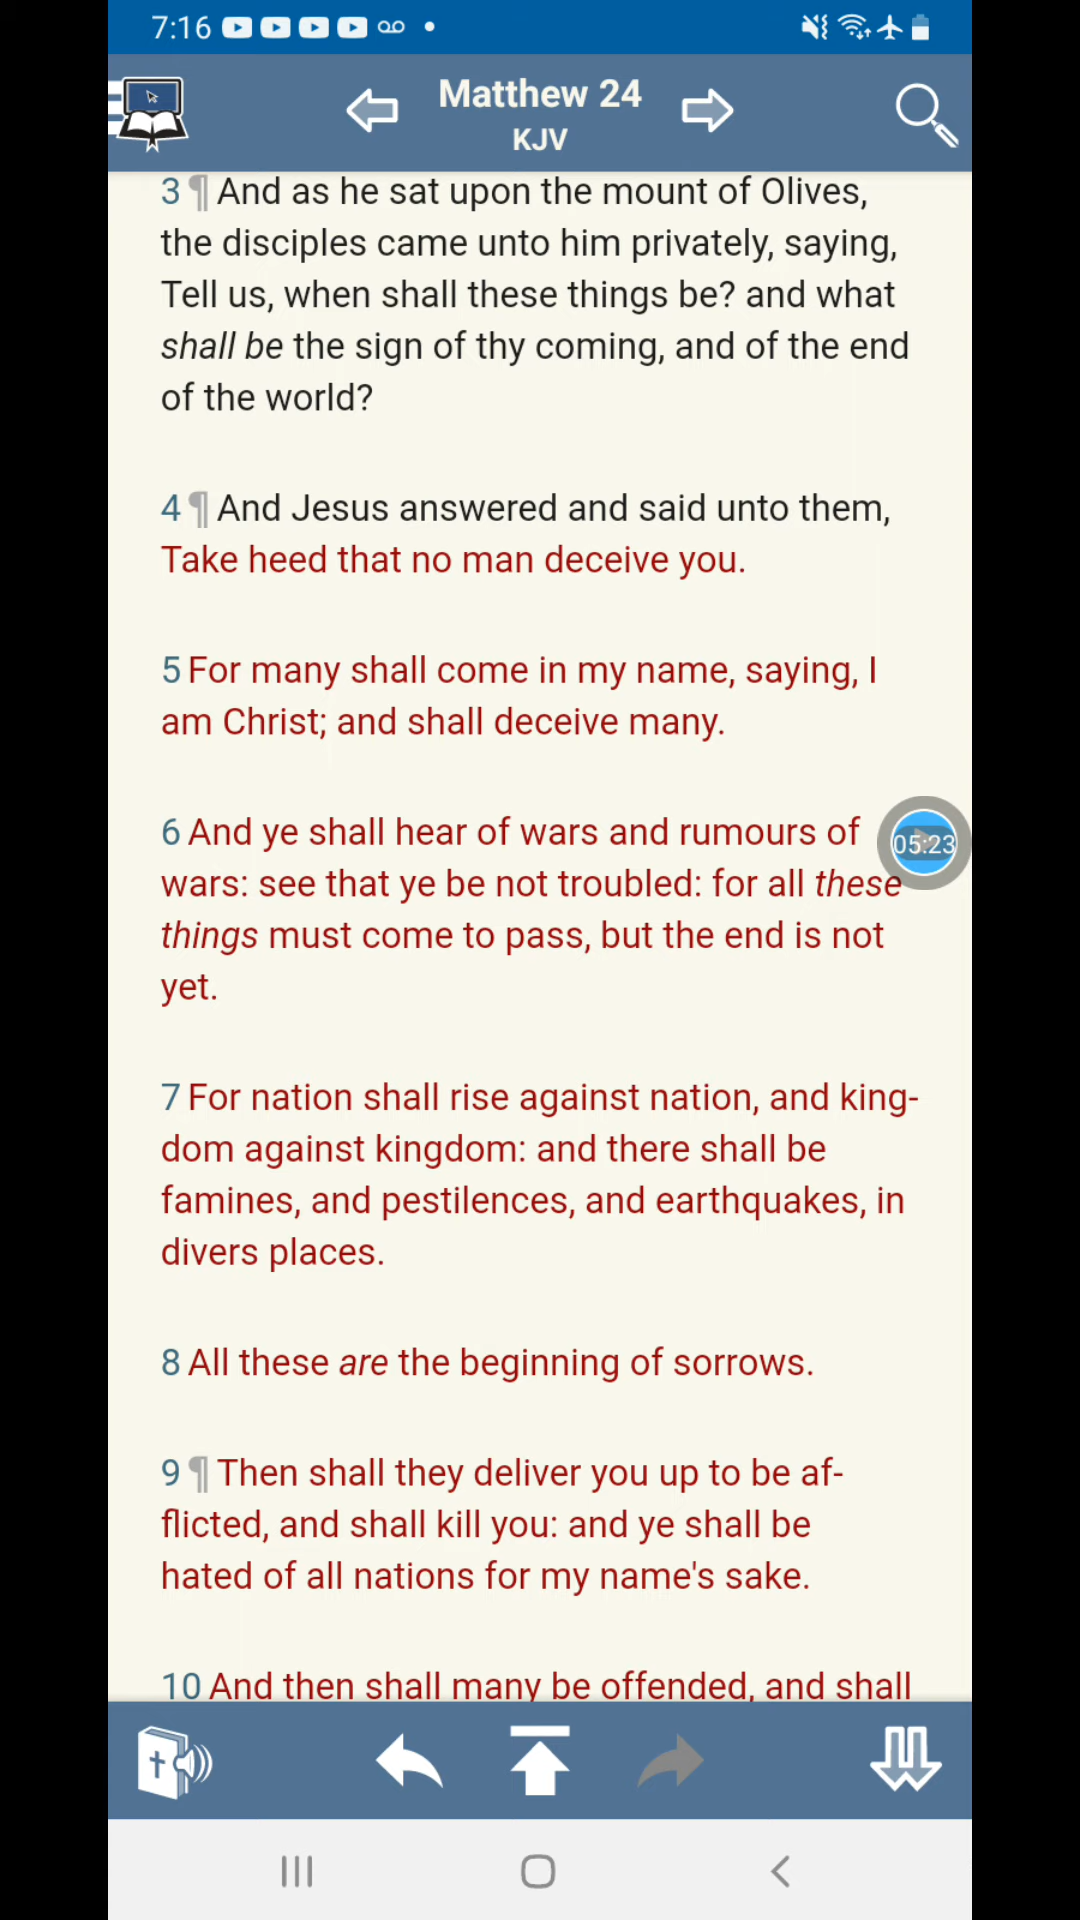 7:16
Matthew 24
KJV
3 ¶ And as he sat upon the mount of Olives,
the disciples came unto him privately, saying,
Tell us, when shall these things be? and what
shall be the sign of thy coming, and of the end
of the world?
4 ¶ And Jesus answered and said unto them,
Take heed that no man deceive you.
5 For many shall come in my name, saying, I
am Christ; and shall deceive many.
6 And ye shall hear of wars and rumours of
05:23
wars: see that ye be not troubled: for all these
things must come to pass, but the end is not
yet.
7 For nation shall rise against nation, and king-
dom against kingdom: and there shall be
famines, and pestilences, and earthquakes, in
divers places.
8 All these are the beginning of sorrows.
9 ¶ Then shall they deliver you up to be af-
flicted, and shall kill you: and ye shall be
hated of all nations for my name's sake.
10 And then shall many be offended, and shall